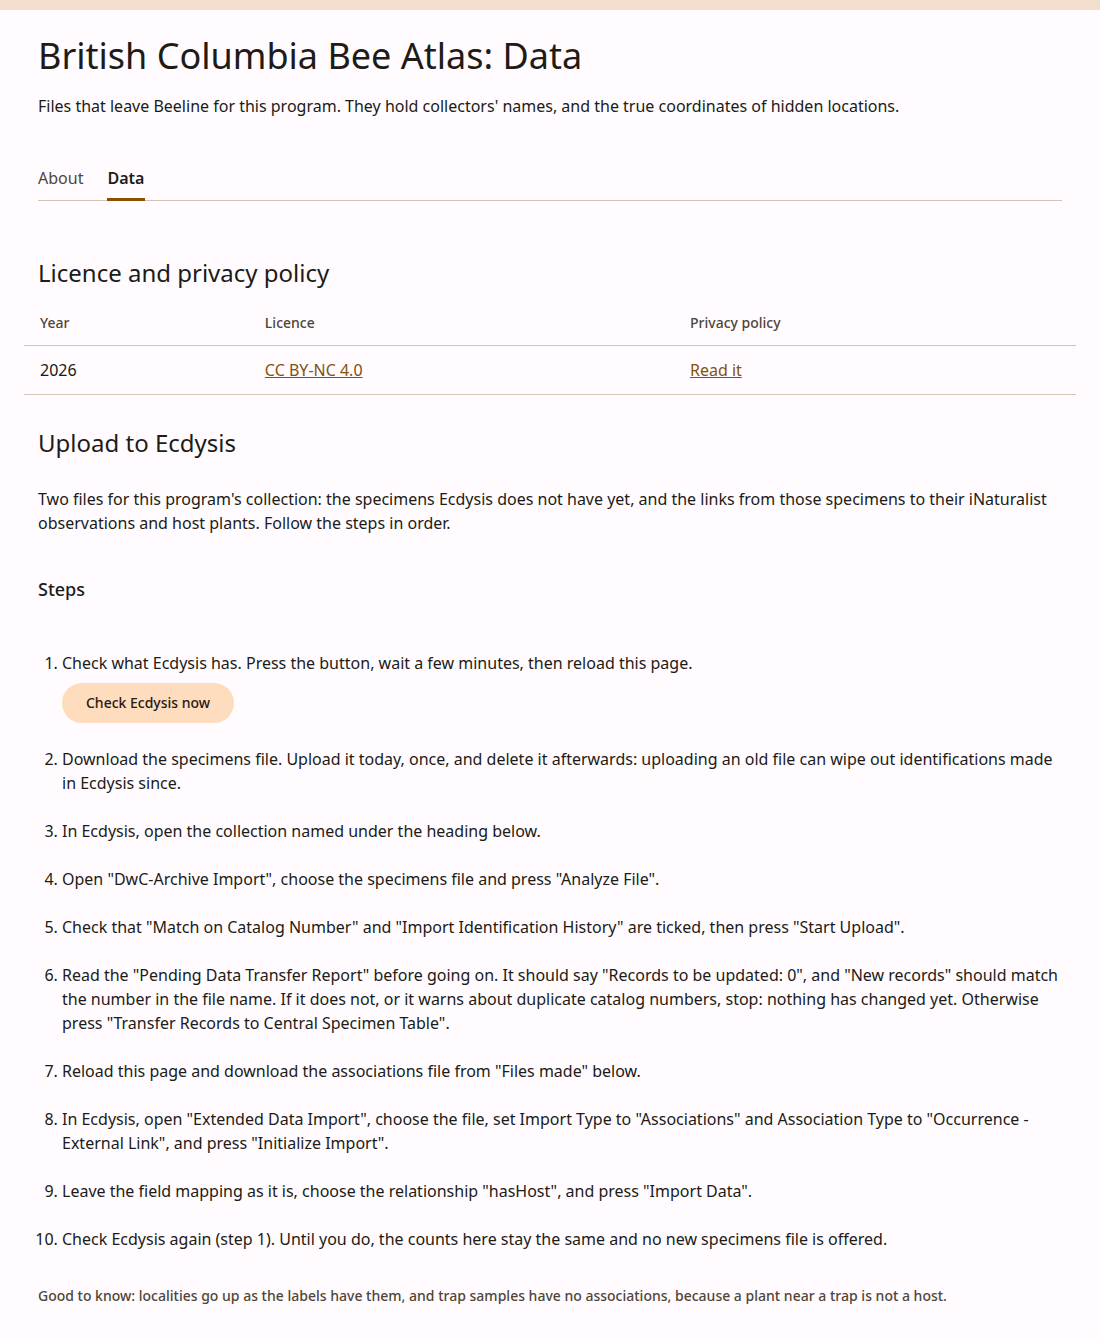 British Columbia Bee Atlas: Data
Files that leave Beeline for this program. They hold collectors' names, and the true coordinates of hidden locations.
About Data
Licence and privacy policy
Year Licence Privacy policy
2026 CC BY-NC 4.0 Read it
Upload to Ecdysis
Two files for this program's collection: the specimens Ecdysis does not have yet, and the links from those specimens to their iNaturalist
observations and host plants. Follow the steps in order.
Steps
1. Check what Ecdysis has. Press the button, wait a few minutes, then reload this page.
Check Ecdysis now
2. Download the specimens file. Upload it today, once, and delete it afterwards: uploading an old file can wipe out identifications made
in Ecdysis since.
3. In Ecdysis, open the collection named under the heading below.
4. Open "DwC-Archive Import", choose the specimens file and press "Analyze File".
5. Check that "Match on Catalog Number" and "Import Identification History" are ticked, then press "Start Upload".
6. Read the "Pending Data Transfer Report" before going on. It should say "Records to be updated: 0", and "New records" should match
the number in the file name. If it does not, or it warns about duplicate catalog numbers, stop: nothing has changed yet. Otherwise
press "Transfer Records to Central Specimen Table".
7. Reload this page and download the associations file from "Files made" below.
8. In Ecdysis, open "Extended Data Import", choose the file, set Import Type to "Associations" and Association Type to "Occurrence -
External Link", and press "Initialize Import".
9. Leave the field mapping as it is, choose the relationship "hasHost", and press "Import Data".
10. Check Ecdysis again (step 1). Until you do, the counts here stay the same and no new specimens file is offered.
Good to know: localities go up as the labels have them, and trap samples have no associations, because a plant near a trap is not a host.